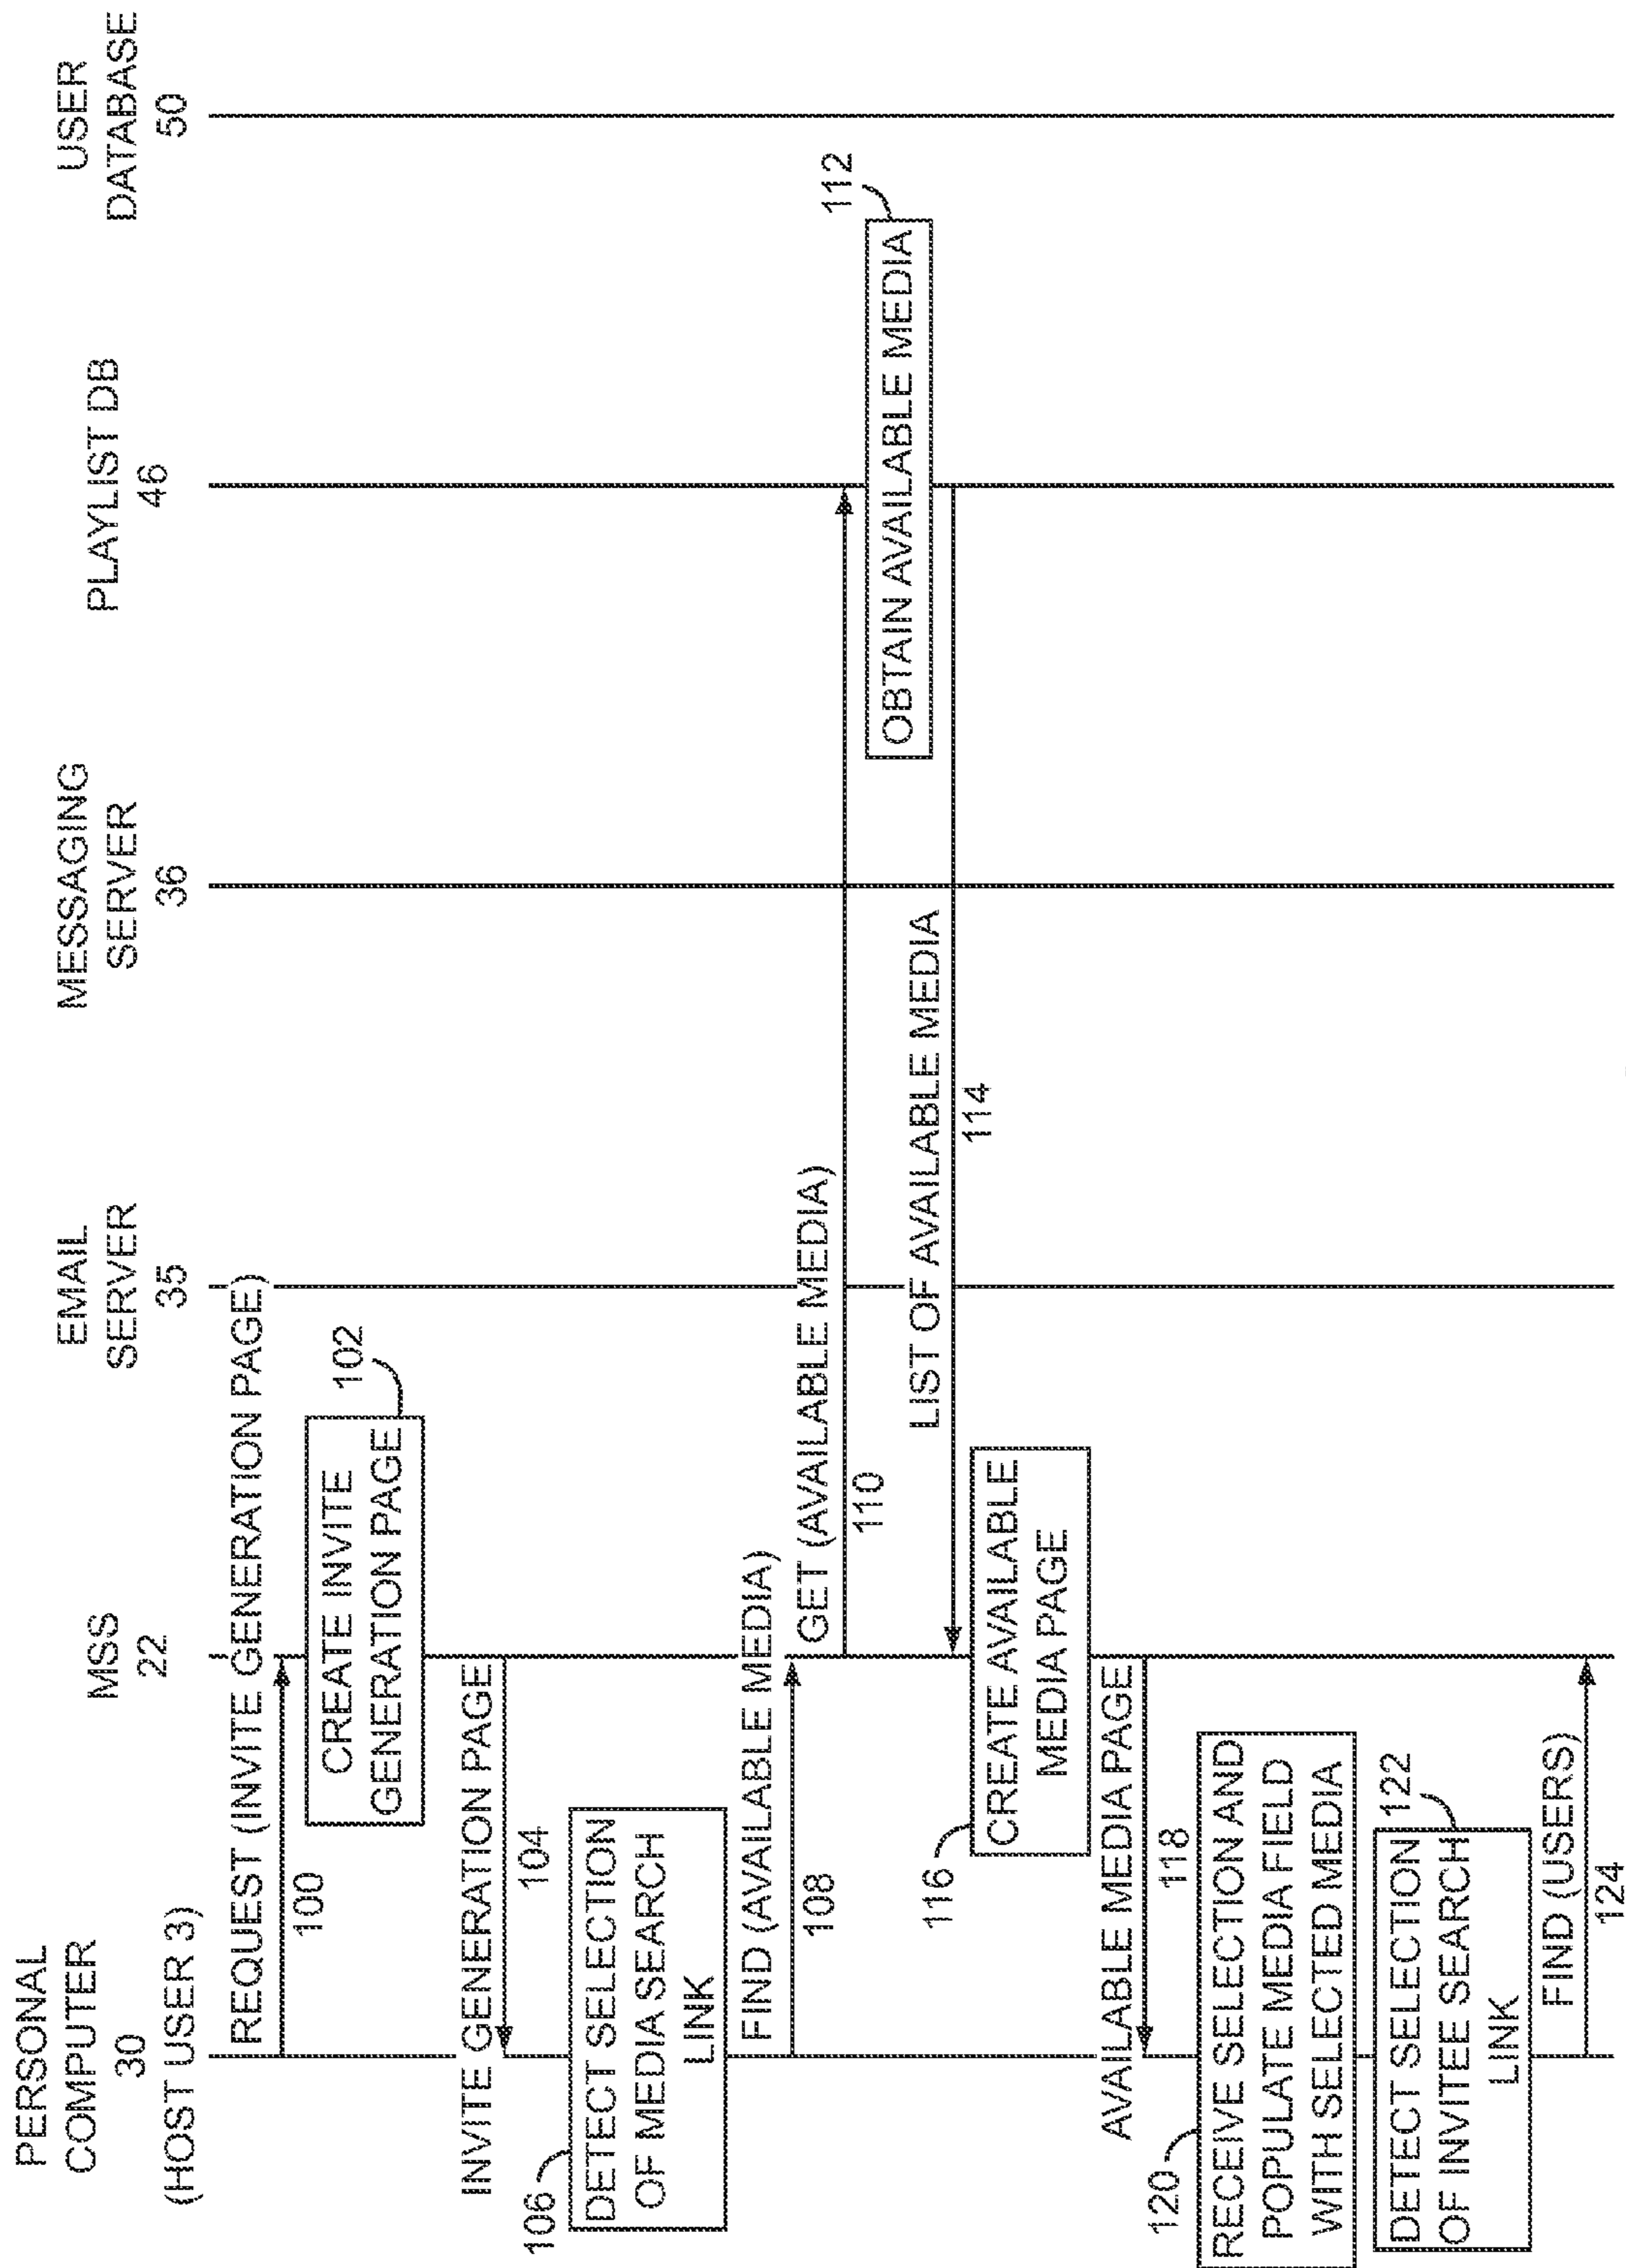 PERSONAL
COMPUTER
30
(HOST USER 3)
MSS
22
EMAIL
SERVER
35
MESSAGING
SERVER
36
PLAYLIST DB
46
USER
DATABASE
50
REQUEST (INVITE GENERATION PAGE)
100
CREATE INVITE
GENERATION PAGE
102
INVITE GENERATION PAGE
104
106
DETECT SELECTION
OF MEDIA SEARCH
LINK
FIND (AVAILABLE MEDIA)
108
GET (AVAILABLE MEDIA)
110
OBTAIN AVAILABLE MEDIA
112
LIST OF AVAILABLE MEDIA
114
116
CREATE AVAILABLE
MEDIA PAGE
AVAILABLE MEDIA PAGE
118
120
RECEIVE SELECTION AND
POPULATE MEDIA FIELD
WITH SELECTED MEDIA
DETECT SELECTION
OF INVITEE SEARCH
LINK
122
FIND (USERS)
124